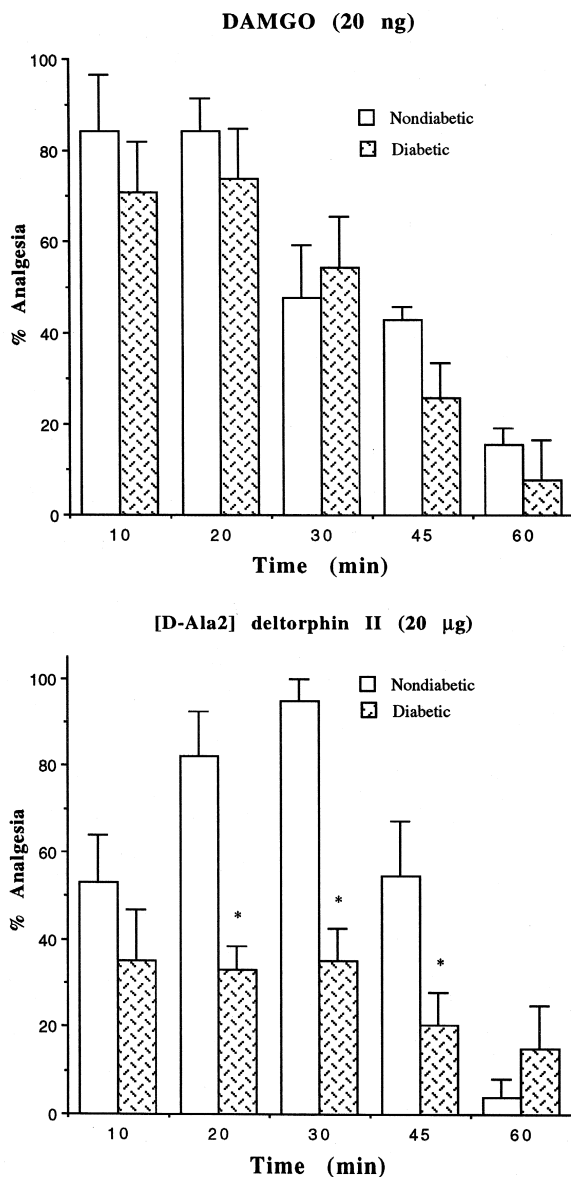 DAMGO (20 ng)
100
80
60
40
20
0
% Analgesia
Nondiabetic
Diabetic
10 20 30 45 60
Time (min)
[D-Ala2] deltorphin II (20 μg)
100
80
60
40
20
0
% Analgesia
Nondiabetic
Diabetic
* * *
10 20 30 45 60
Time (min)